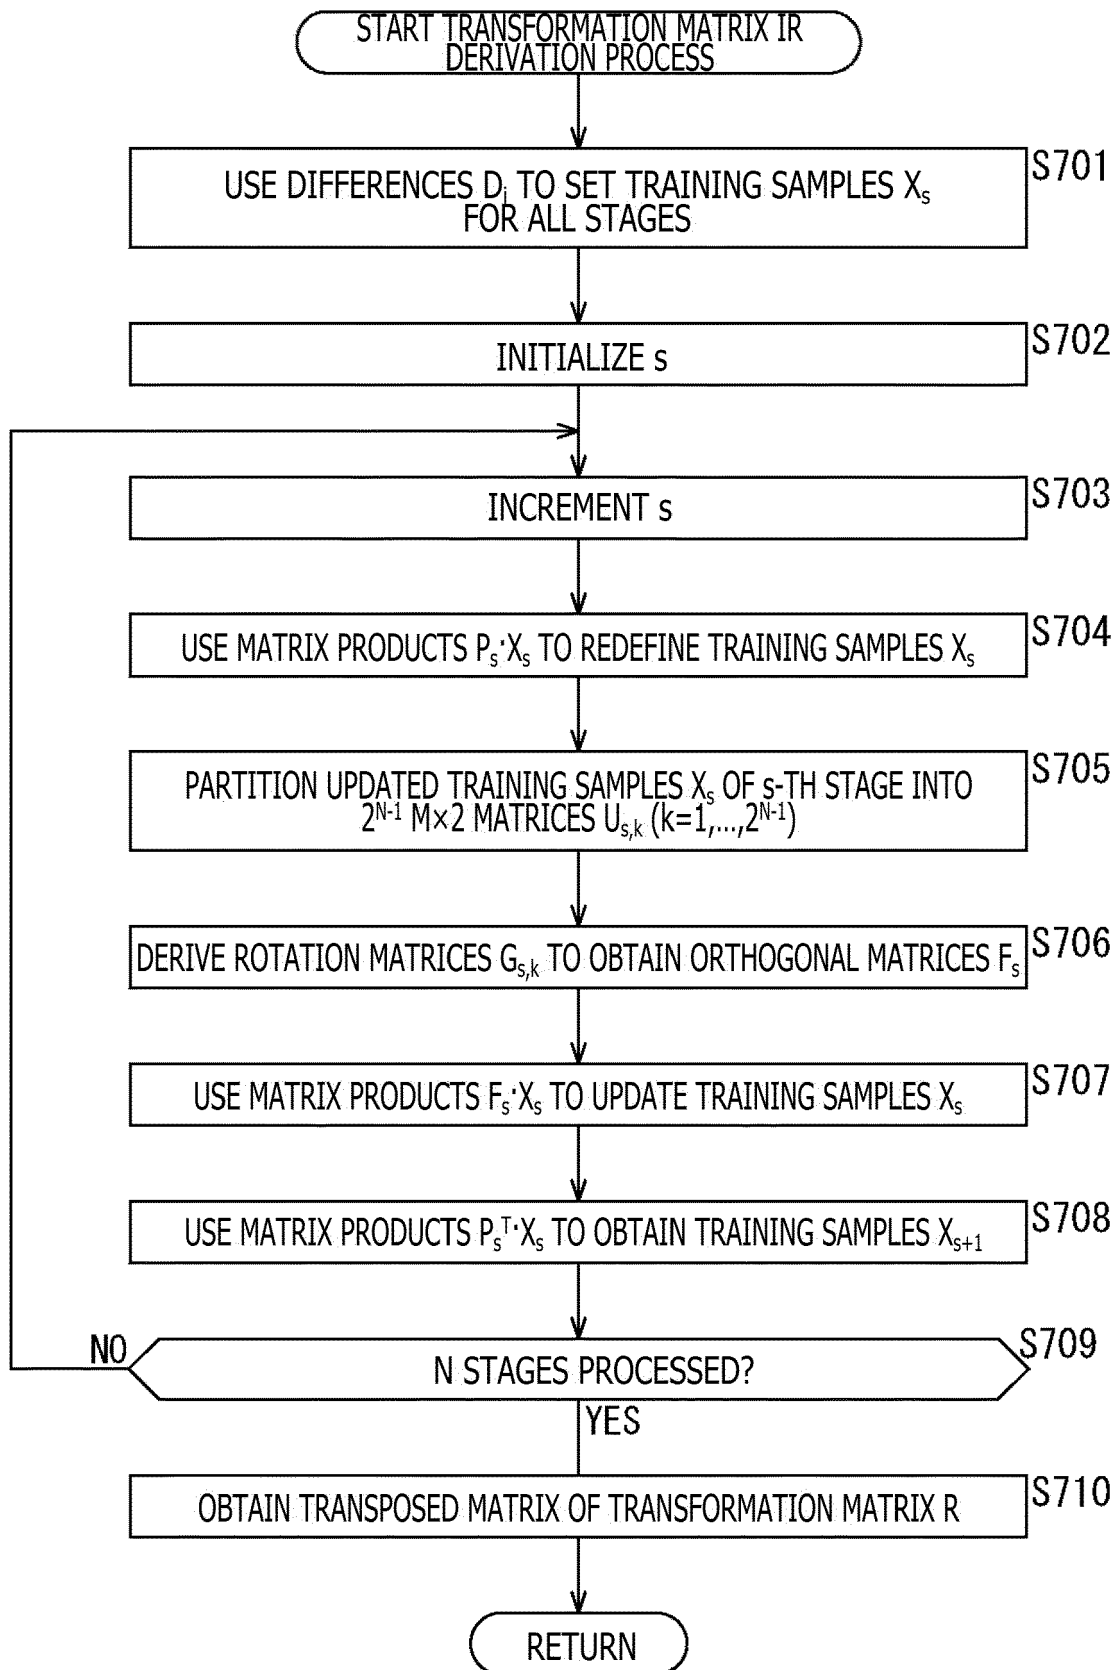 START TRANSFORMATION MATRIX IR
DERIVATION PROCESS
S701
USE DIFFERENCES Dⱼ TO SET TRAINING SAMPLES Xₛ
FOR ALL STAGES
S702
INITIALIZE s
S703
INCREMENT s
S704
USE MATRIX PRODUCTS Pₛ·Xₛ TO REDEFINE TRAINING SAMPLES Xₛ
S705
PARTITION UPDATED TRAINING SAMPLES Xₛ OF s-TH STAGE INTO
2ᴺ⁻¹ M×2 MATRICES Uₛ,ₖ (k=1,...,2ᴺ⁻¹)
S706
DERIVE ROTATION MATRICES Gₛ,ₖ TO OBTAIN ORTHOGONAL MATRICES Fₛ
S707
USE MATRIX PRODUCTS Fₛ·Xₛ TO UPDATE TRAINING SAMPLES Xₛ
S708
USE MATRIX PRODUCTS Pₛᵀ·Xₛ TO OBTAIN TRAINING SAMPLES Xₛ₊₁
S709
NO
N STAGES PROCESSED?
YES
S710
OBTAIN TRANSPOSED MATRIX OF TRANSFORMATION MATRIX R
RETURN